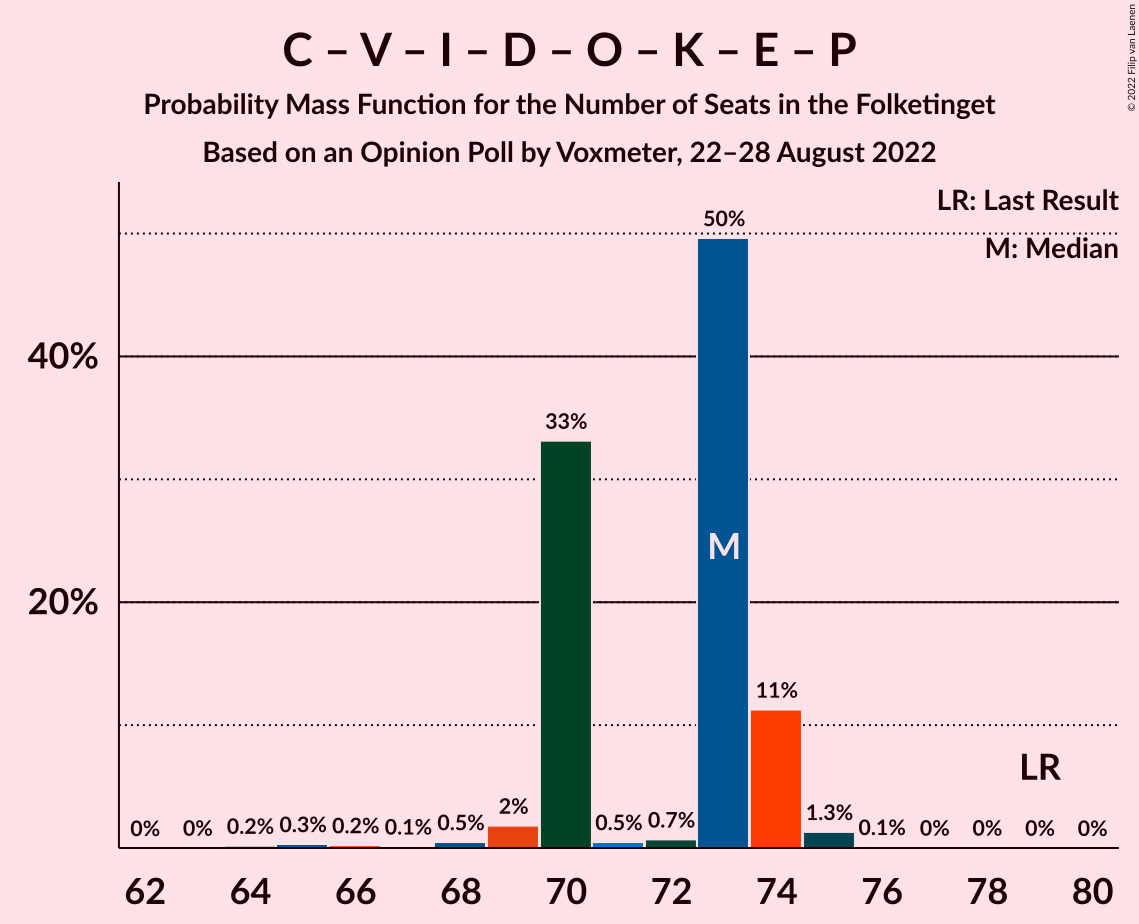 C – V – I – D – O – K – E – P
Probability Mass Function for the Number of Seats in the Folketinget
Based on an Opinion Poll by Voxmeter, 22–28 August 2022
© 2022 Filip van Laenen
LR: Last Result
M: Median
50%
40%
33%
M
20%
11%
LR
0% 0% 0.2% 0.3% 0.2% 0.1% 0.5% 2% 0.5% 0.7% 1.3% 0.1% 0% 0% 0% 0%
62 64 66 68 70 72 74 76 78 80